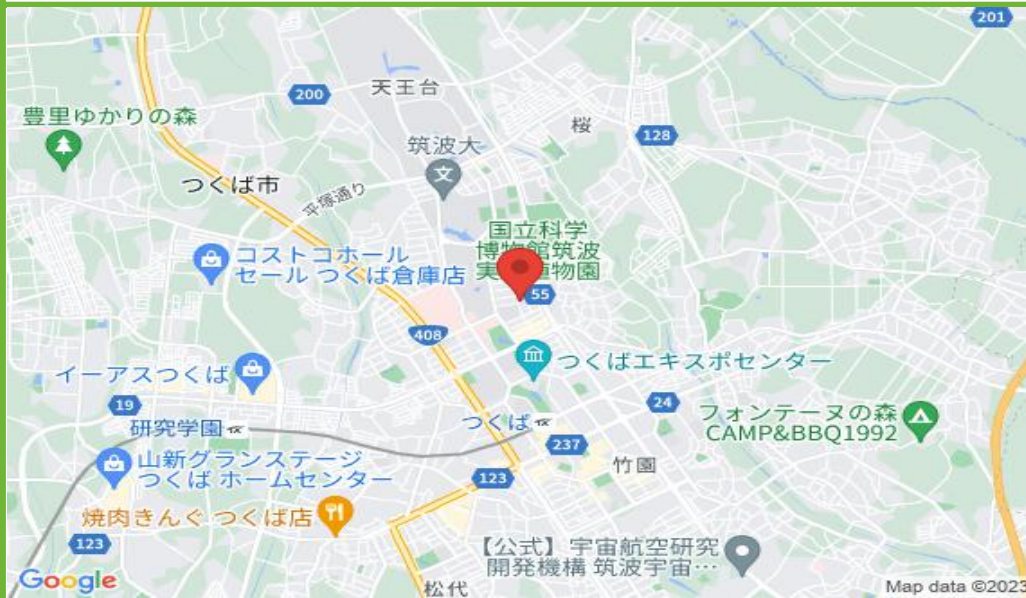 201
天王台
200
豊里ゆかりの森
桜
128
筑波大
文
つくば市
平塚通り
国立科学
博物館筑波
実 植物園
コストコホール
セール つくば倉庫店
55
408
つくばエキスポセンター
イーアスつくば
19
24
フォンテーヌの森
CAMP&BBQ1992
つくば
研究学園
237
山新グランステージ
つくば ホームセンター
竹園
123
焼肉きんぐ つくば店
123
【公式】宇宙航空研究
開発機構 筑波宇宙…
松代
Google
Map data ©2023